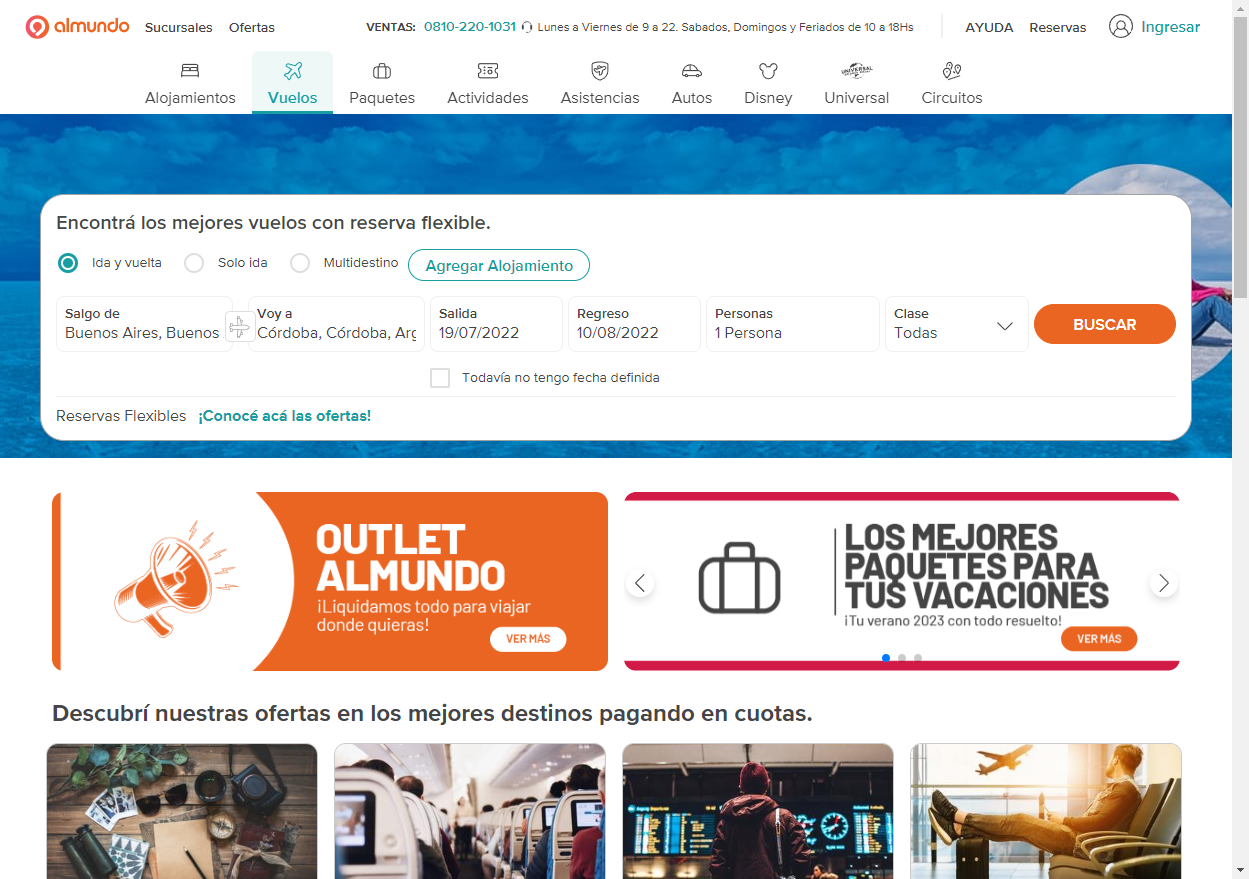 almundo Sucursales Ofertas VENTAS: 0810-220-1031 Lunes a Viernes de 9 a 22. Sabados, Domingos y Feriados de 10 a 18Hs AYUDA Reservas Ingresar
Alojamientos Vuelos Paquetes Actividades Asistencias Autos Disney Universal Circuitos
Encontrá los mejores vuelos con reserva flexible.
Ida y vuelta Solo ida Multidestino Agregar Alojamiento
Salgo de Voy a Salida Regreso Personas Clase
Buenos Aires, Buenos Córdoba, Córdoba, Arg 19/07/2022 10/08/2022 1 Persona Todas BUSCAR
Todavía no tengo fecha definida
Reservas Flexibles ¡Conocé acá las ofertas!
OUTLET
ALMUNDO
¡Liquidamos todo para viajar
donde quieras!
VER MÁS
LOS MEJORES
PAQUETES PARA
TUS VACACIONES
¡Tu verano 2023 con todo resuelto!
VER MÁS
Descubrí nuestras ofertas en los mejores destinos pagando en cuotas.